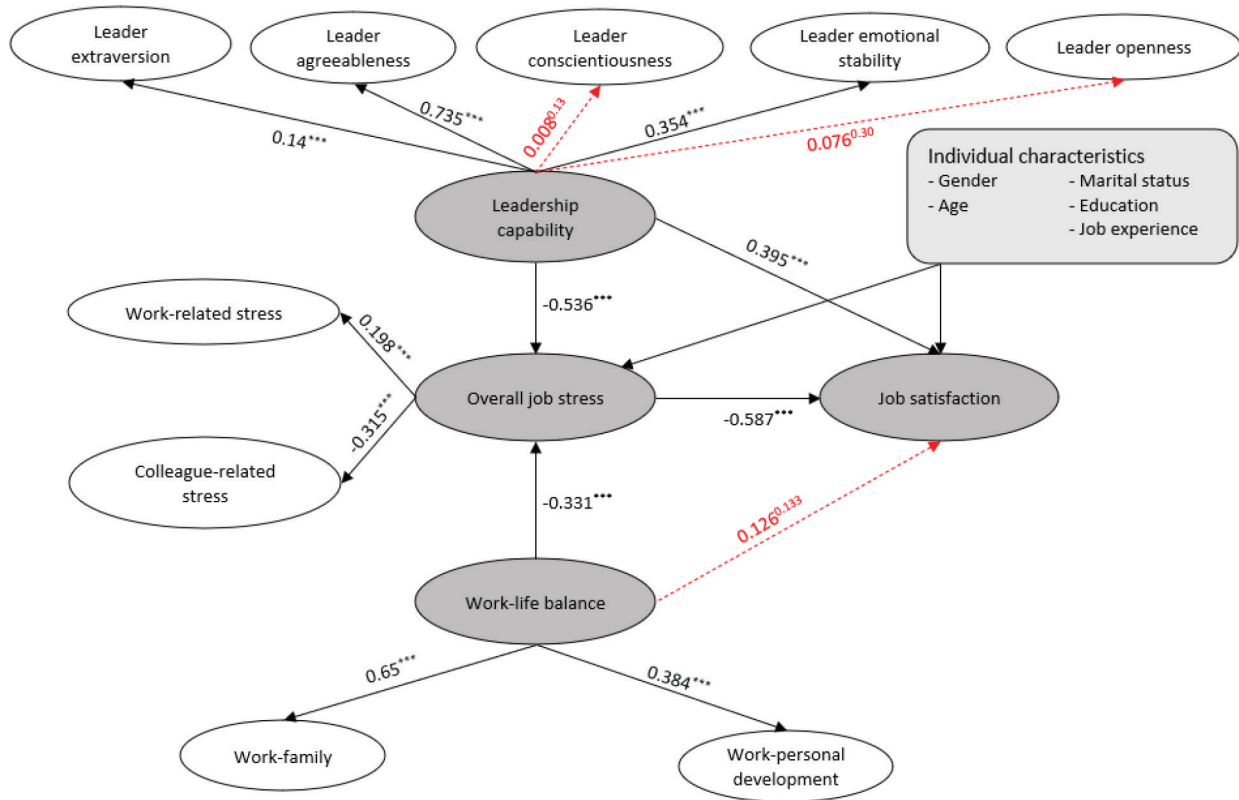 Leader
extraversion
Leader
agreeableness
Leader
conscientiousness
Leader emotional
stability
Leader openness
0.14***
0.735***
0.008^0.13
0.354***
0.076^0.30
Individual characteristics
- Gender
- Marital status
- Age
- Education
- Job experience
Leadership
capability
0.395***
-0.536***
Work-related stress
0.198***
Overall job stress
-0.587***
Job satisfaction
-0.315***
Colleague-related
stress
-0.331***
0.126^0.133
Work-life balance
0.65***
0.384***
Work-family
Work-personal
development